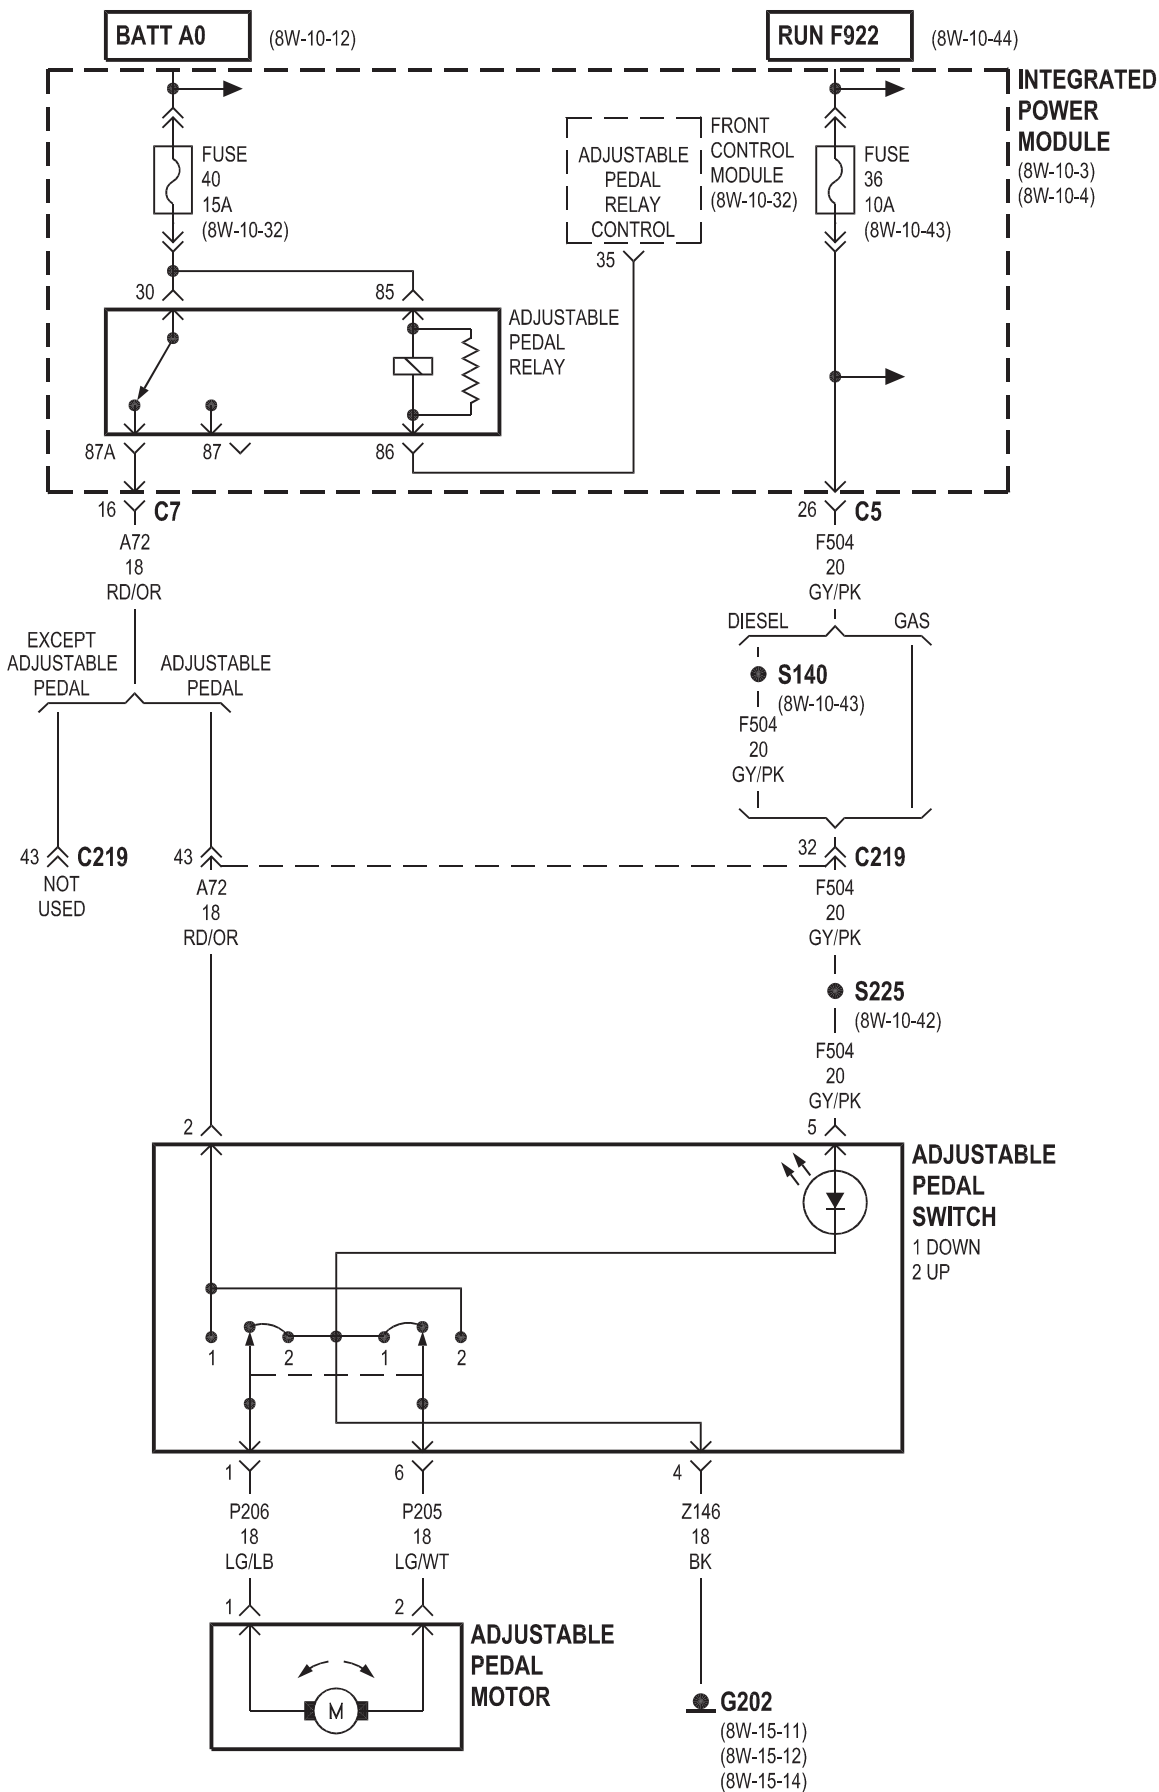 BATT A0
(8W-10-12)
RUN F922
(8W-10-44)
INTEGRATED
POWER
MODULE
(8W-10-3)
(8W-10-4)
FUSE
40
15A
(8W-10-32)
ADJUSTABLE
PEDAL
RELAY
CONTROL
FRONT
CONTROL
MODULE
(8W-10-32)
FUSE
36
10A
(8W-10-43)
35
30
85
ADJUSTABLE
PEDAL
RELAY
87A
87
86
16
C7
26
C5
A72
18
RD/OR
F504
20
GY/PK
EXCEPT
ADJUSTABLE
PEDAL
ADJUSTABLE
PEDAL
DIESEL
GAS
S140
(8W-10-43)
F504
20
GY/PK
43
C219
NOT
USED
43
32
C219
A72
18
RD/OR
F504
20
GY/PK
S225
(8W-10-42)
F504
20
GY/PK
2
5
ADJUSTABLE
PEDAL
SWITCH
1 DOWN
2 UP
1
2
1
2
1
6
4
P206
18
LG/LB
P205
18
LG/WT
Z146
18
BK
1
2
ADJUSTABLE
PEDAL
MOTOR
M
G202
(8W-15-11)
(8W-15-12)
(8W-15-14)